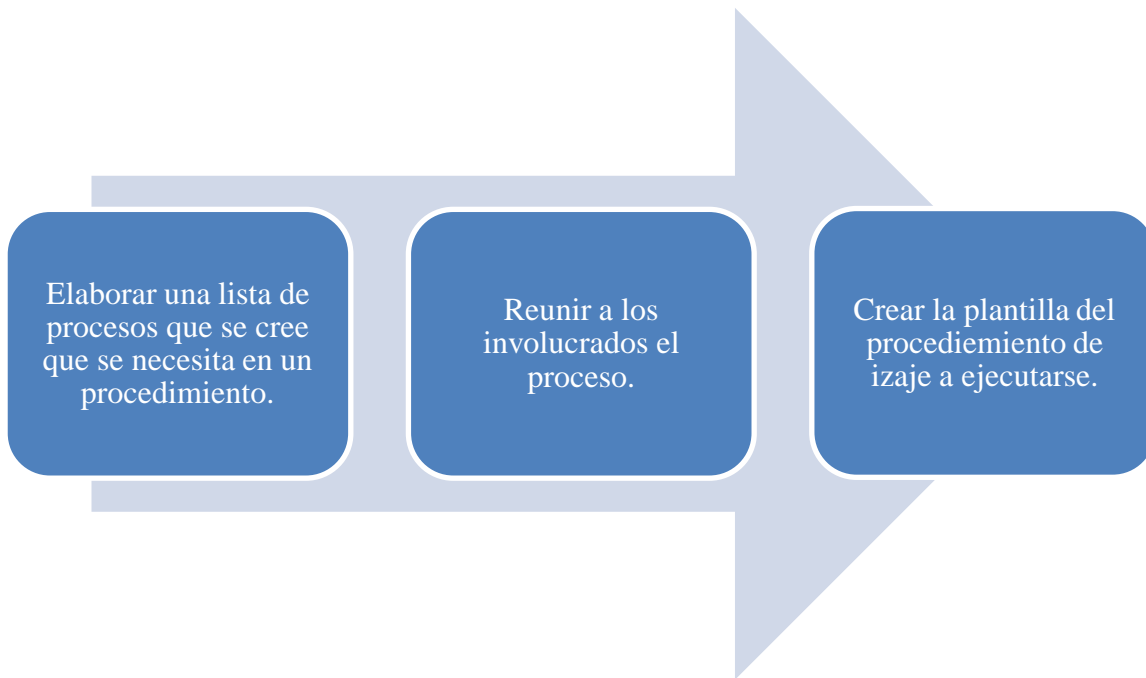 Elaborar una lista de
procesos que se cree
que se necesita en un
procedimiento.
Reunir a los
involucrados el
proceso.
Crear la plantilla del
procediemiento de
izaje a ejecutarse.